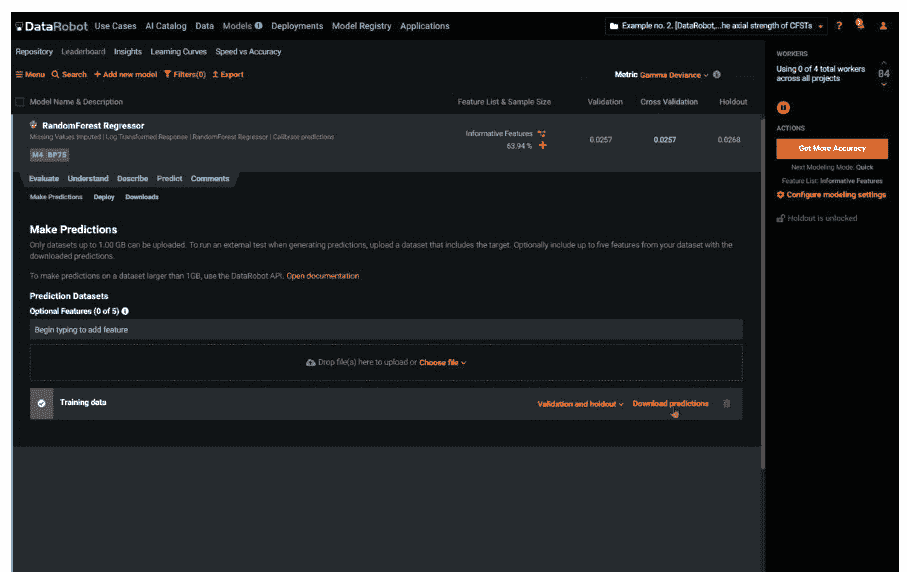 DataRobot Use Cases AI Catalog Data Models Deployments Model Registry Applications Example no. 2. [DataRobot,...he axial strength of CFSTs ?
Repository Leaderboard Insights Learning Curves Speed vs Accuracy
Menu Search + Add new model Filters(0) Export Metric Gamma Deviance
Model Name & Description Feature List & Sample Size Validation Cross Validation Holdout
RandomForest Regressor
Missing Values Imputed | Log Transformed Response | RandomForest Regressor | Calibrate predictions
M4 BP75
Informative Features
63.94 % +
0.0257 0.0257 0.0268
Evaluate Understand Describe Predict Comments
Make Predictions Deploy Downloads
Make Predictions
Only datasets up to 1.00 GB can be uploaded. To run an external test when generating predictions, upload a dataset that includes the target. Optionally include up to five features from your dataset with the
downloaded predictions.
To make predictions on a dataset larger than 1GB, use the DataRobot API. Open documentation
Prediction Datasets
Optional Features (0 of 5)
Begin typing to add feature
Drop file(s) here to upload or Choose file
Training data Validation and holdout Download predictions
WORKERS
Using 0 of 4 total workers
across all projects
04
ACTIONS
Get More Accuracy
Next Modeling Mode: Quick
Feature List: Informative Features
Configure modeling settings
Holdout is unlocked